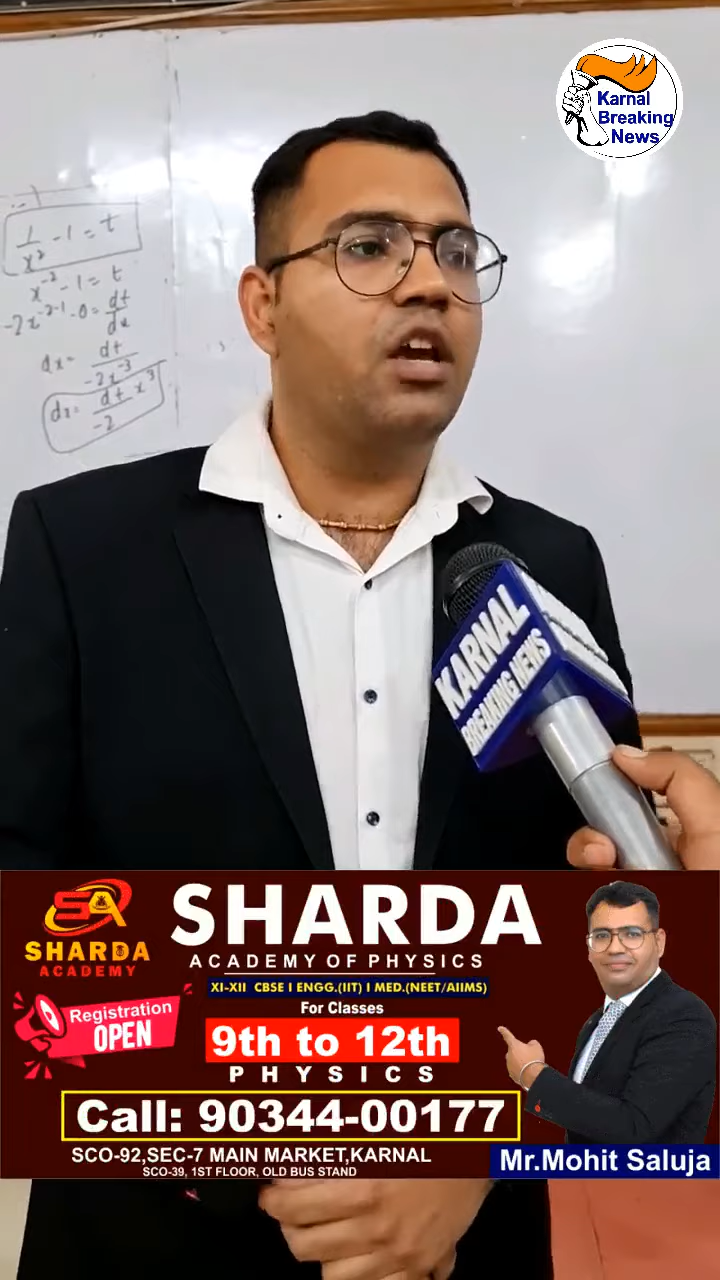 Karnal
Breaking
News
1/x² - 1 = t
x⁻² - 1 = t
-2x⁻²⁻¹ - 0 = dt/dx
dx = dt/-2x⁻³
dx = dt/-2 x³
KARNAL
BREAKING NEWS
SA
SHARDA
ACADEMY
SHARDA
ACADEMY OF PHYSICS
XI-XII CBSE I ENGG.(IIT) I MED.(NEET/AIIMS)
For Classes
Registration
OPEN
9th to 12th
PHYSICS
Call: 90344-00177
SCO-92,SEC-7 MAIN MARKET,KARNAL
SCO-39, 1ST FLOOR, OLD BUS STAND
Mr.Mohit Saluja